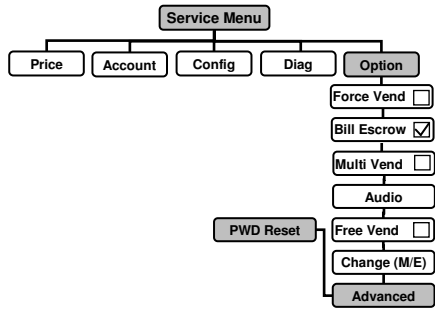 Service Menu
Price
Account
Config
Diag
Option
Force Vend
Bill Escrow
Multi Vend
Audio
PWD Reset
Free Vend
Change (M/E)
Advanced